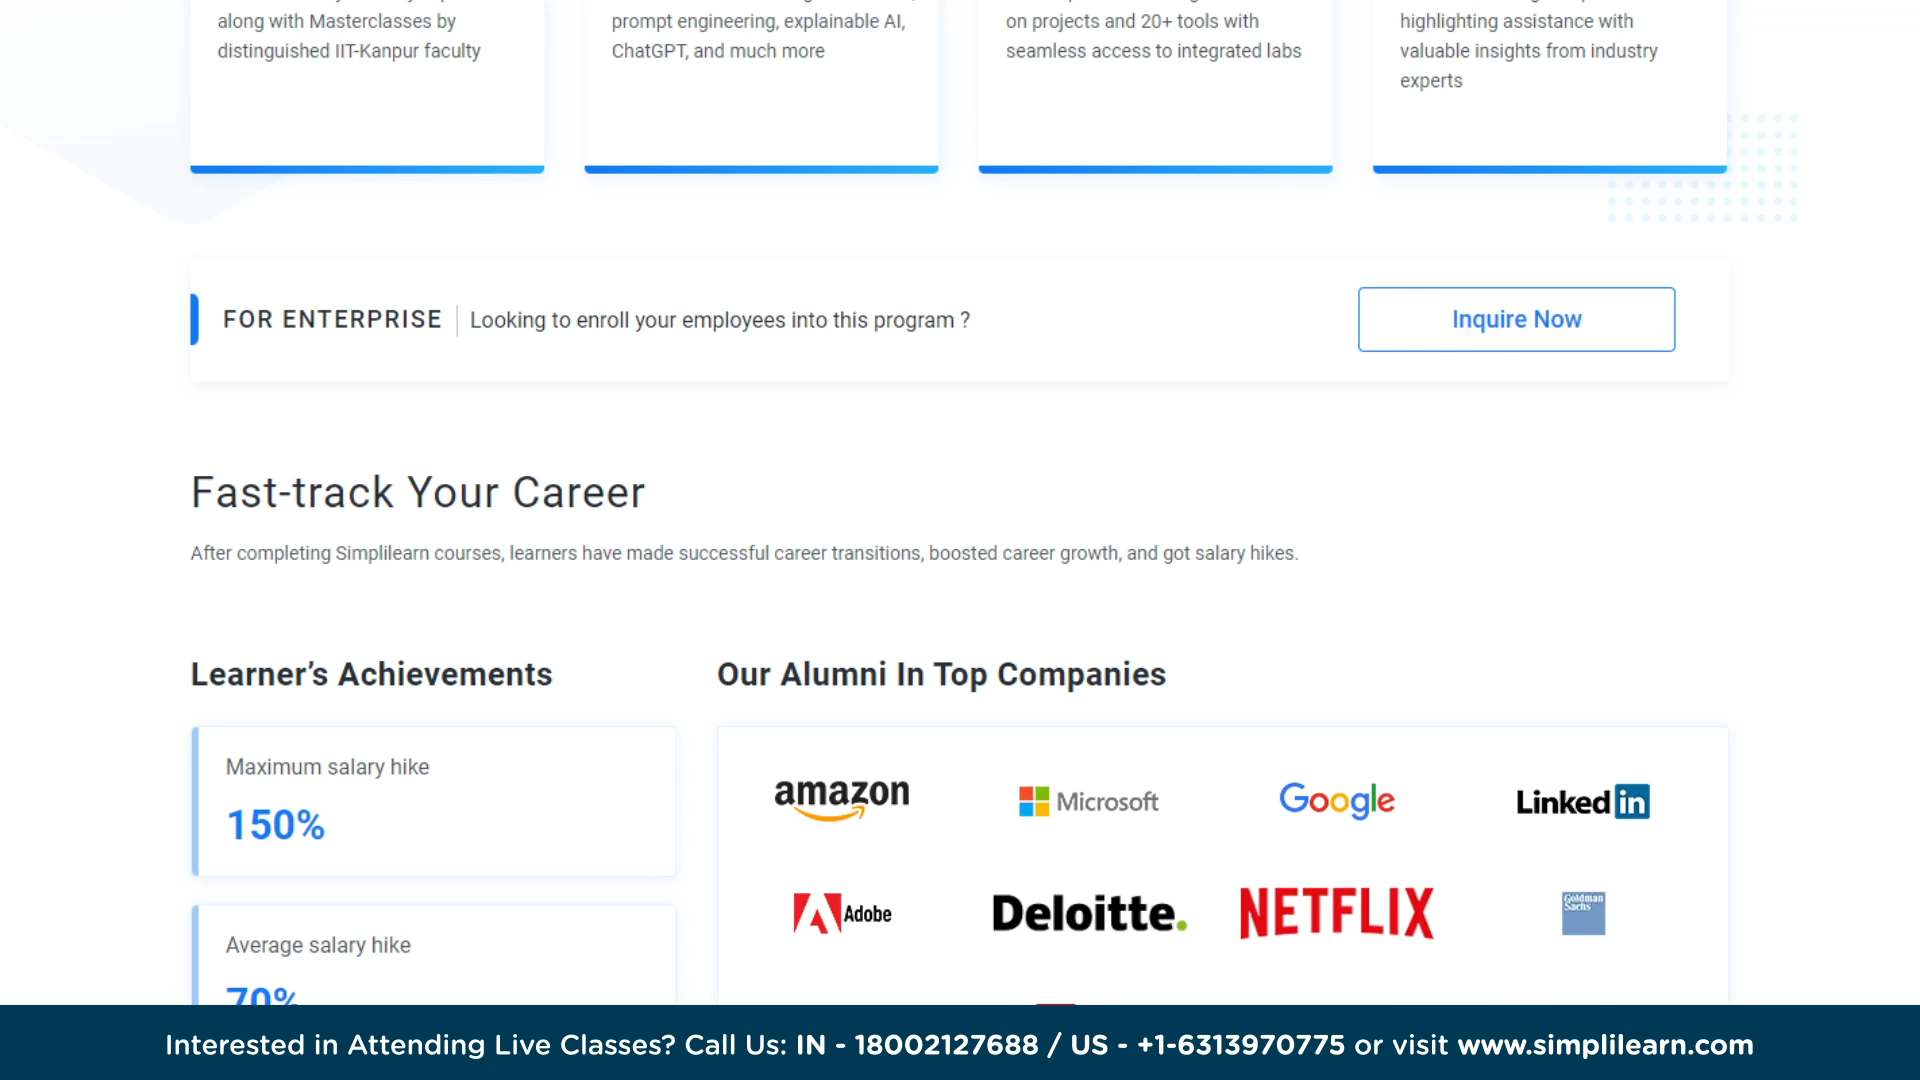 along with Masterclasses by
distinguished IIT-Kanpur faculty
prompt engineering, explainable AI,
ChatGPT, and much more
on projects and 20+ tools with
seamless access to integrated labs
highlighting assistance with
valuable insights from industry
experts
FOR ENTERPRISE Looking to enroll your employees into this program ?
Inquire Now
Fast-track Your Career
After completing Simplilearn courses, learners have made successful career transitions, boosted career growth, and got salary hikes.
Learner’s Achievements
Maximum salary hike
150%
Average salary hike
70%
Our Alumni In Top Companies
amazon Microsoft Google Linkedin
Adobe Deloitte. NETFLIX Goldman
Sachs
Interested in Attending Live Classes? Call Us: IN - 18002127688 / US - +1-6313970775 or visit www.simplilearn.com